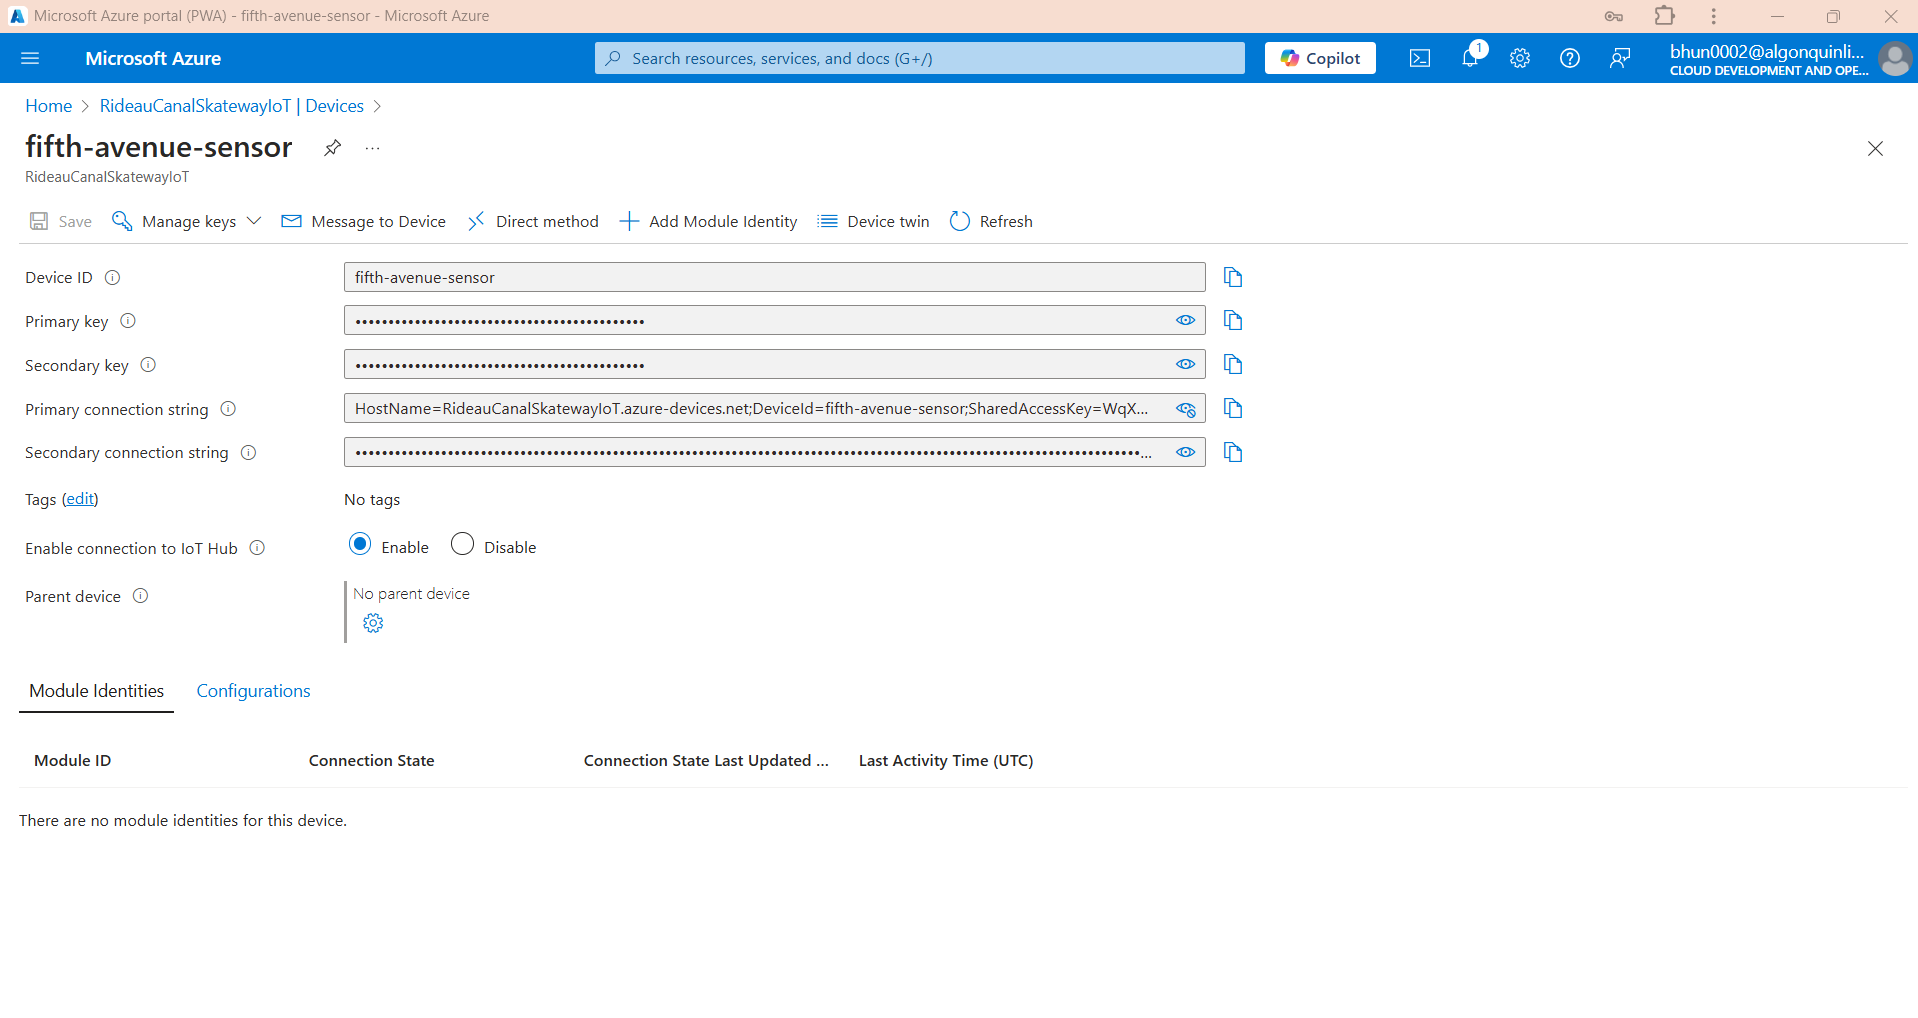 Microsoft Azure portal (PWA) - fifth-avenue-sensor - Microsoft Azure
Microsoft Azure
Search resources, services, and docs (G+/)
Copilot
1
bhun0002@algonquinli...
CLOUD DEVELOPMENT AND OPE...
Home > RideauCanalSkatewayIoT | Devices >
fifth-avenue-sensor ...
RideauCanalSkatewayIoT
Save
Manage keys
Message to Device
Direct method
Add Module Identity
Device twin
Refresh
Device ID
fifth-avenue-sensor
Primary key
Secondary key
Primary connection string
HostName=RideauCanalSkatewayIoT.azure-devices.net;DeviceId=fifth-avenue-sensor;SharedAccessKey=WqX...
Secondary connection string
Tags (edit)
No tags
Enable connection to IoT Hub
Enable
Disable
Parent device
No parent device
Module Identities
Configurations
Module ID
Connection State
Connection State Last Updated ...
Last Activity Time (UTC)
There are no module identities for this device.